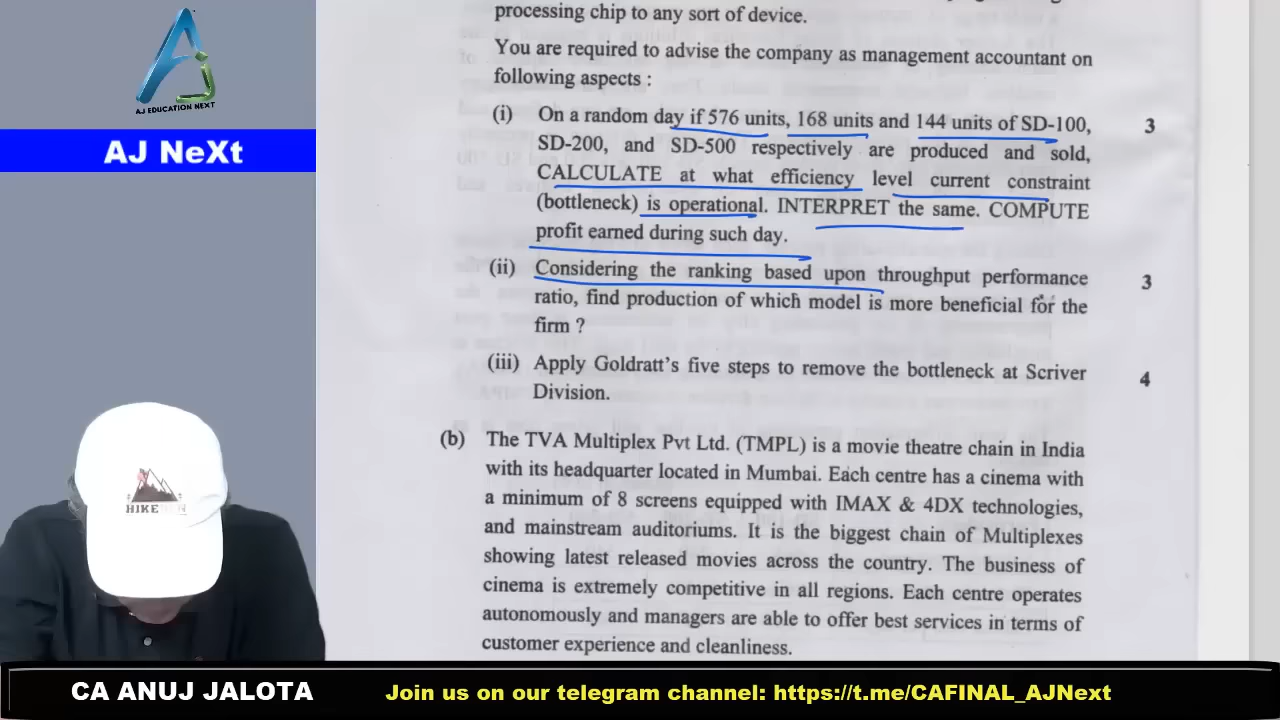 AJ EDUCATION NEXT
AJ NeXt
HIKE
processing chip to any sort of device.
You are required to advise the company as management accountant on
following aspects :
(i) On a random day if 576 units, 168 units and 144 units of SD-100, 3
SD-200, and SD-500 respectively are produced and sold,
CALCULATE at what efficiency level current constraint
(bottleneck) is operational. INTERPRET the same. COMPUTE
profit earned during such day.
(ii) Considering the ranking based upon throughput performance 3
ratio, find production of which model is more beneficial for the
firm ?
(iii) Apply Goldratt's five steps to remove the bottleneck at Scriver 4
Division.
(b) The TVA Multiplex Pvt Ltd. (TMPL) is a movie theatre chain in India
with its headquarter located in Mumbai. Each centre has a cinema with
a minimum of 8 screens equipped with IMAX & 4DX technologies,
and mainstream auditoriums. It is the biggest chain of Multiplexes
showing latest released movies across the country. The business of
cinema is extremely competitive in all regions. Each centre operates
autonomously and managers are able to offer best services in terms of
customer experience and cleanliness.
CA ANUJ JALOTA
Join us on our telegram channel: https://t.me/CAFINAL_AJNext